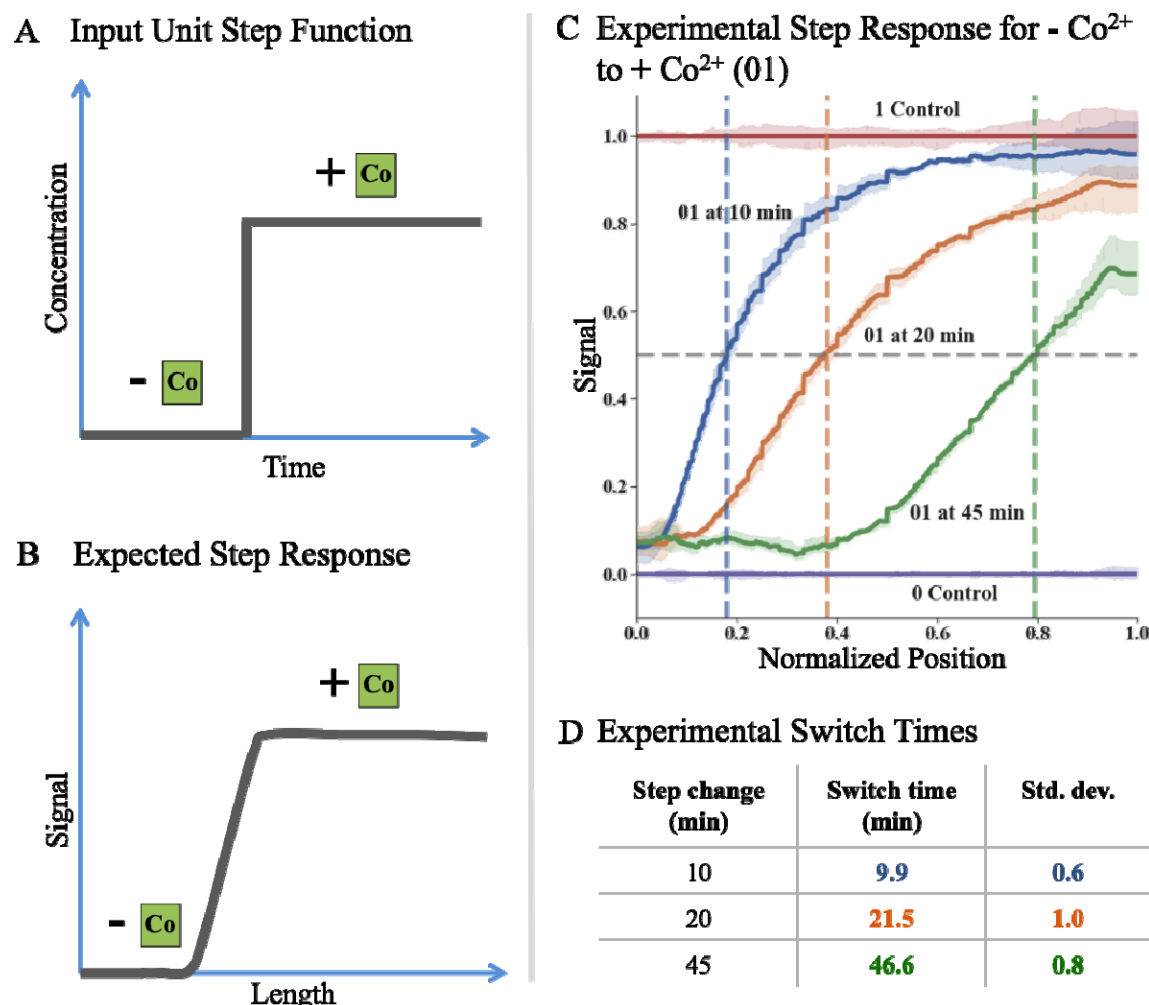 A Input Unit Step Function
Concentration
+ Co
- Co
Time
B Expected Step Response
Signal
+ Co
- Co
Length
C Experimental Step Response for - Co²⁺
to + Co²⁺ (01)
Signal
1.0
0.8
0.6
0.4
0.2
0.0
1 Control
01 at 10 min
01 at 20 min
01 at 45 min
0 Control
0.0 0.2 0.4 0.6 0.8 1.0
Normalized Position
D Experimental Switch Times
Step change Switch time Std. dev.
(min) (min)
10 9.9 0.6
20 21.5 1.0
45 46.6 0.8